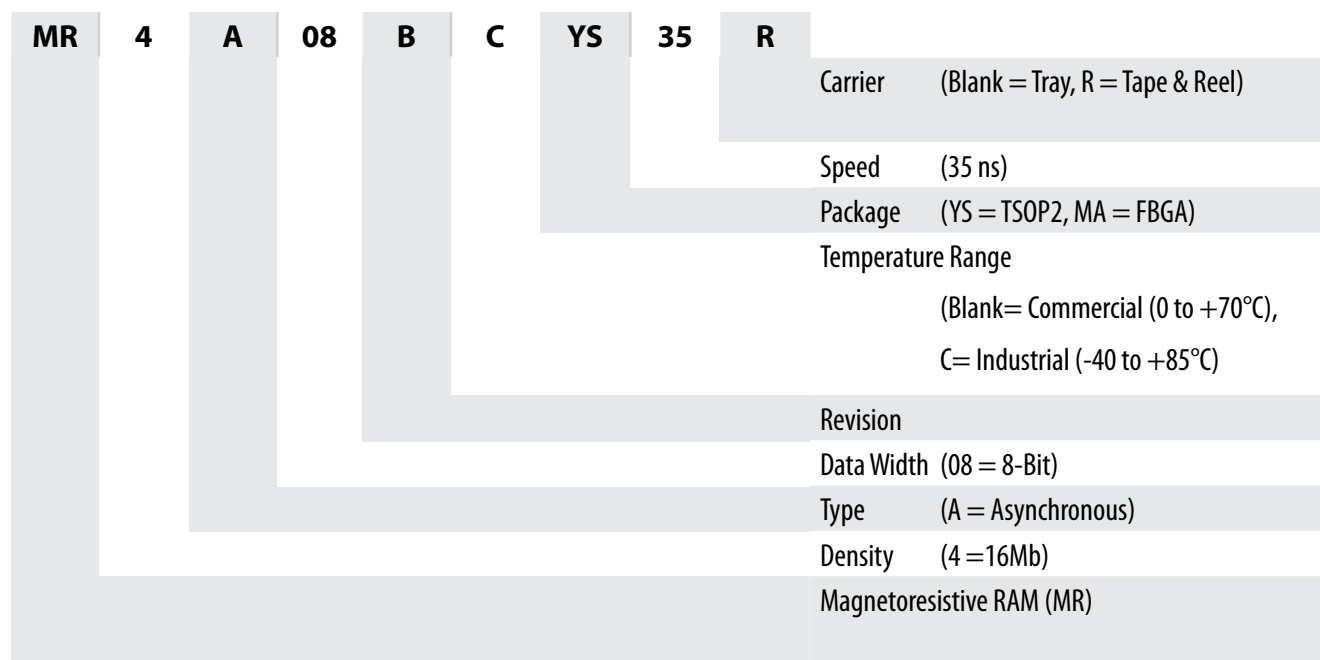 MR 4 A 08 B C YS 35 R
Carrier (Blank = Tray, R = Tape & Reel)
Speed (35 ns)
Package (YS = TSOP2, MA = FBGA)
Temperature Range
(Blank= Commercial (0 to +70°C),
C= Industrial (-40 to +85°C)
Revision
Data Width (08 = 8-Bit)
Type (A = Asynchronous)
Density (4 =16Mb)
Magnetoresistive RAM (MR)